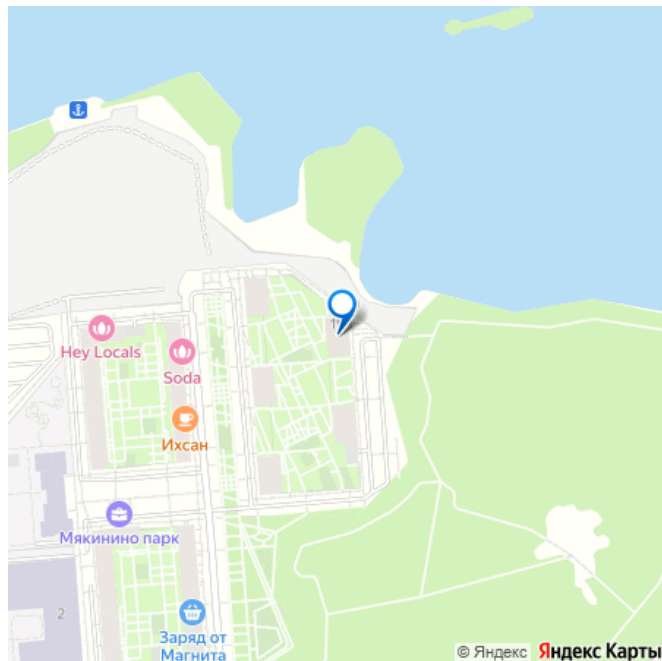 Hey Locals
Soda
Ихсан
Мякинино парк
2
Заряд от
Магнита
© Яндекс Яндекс Карты